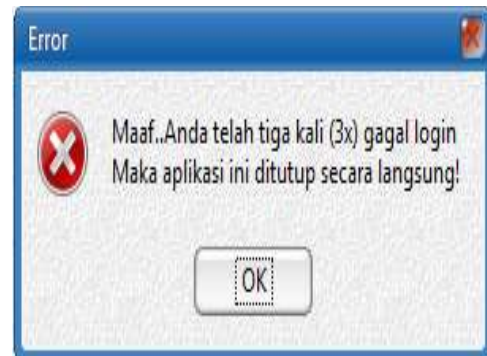 Error
Maaf..Anda telah tiga kali (3x) gagal login
Maka aplikasi ini ditutup secara langsung!
OK